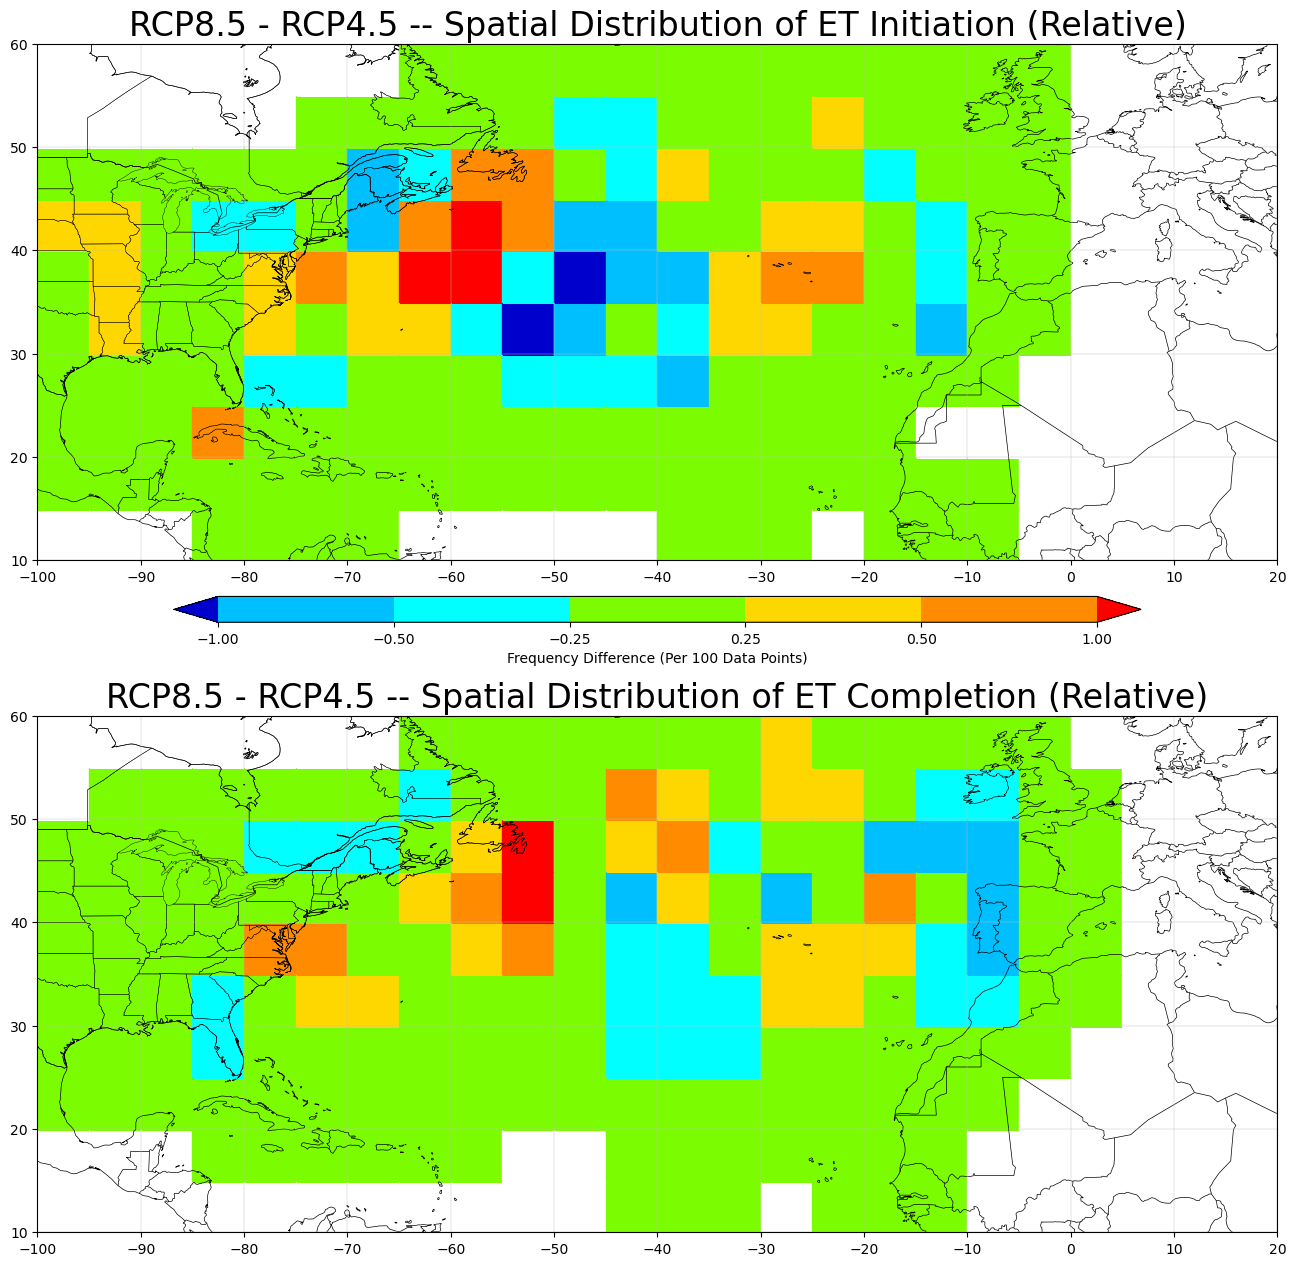 RCP8.5 - RCP4.5 -- Spatial Distribution of ET Initiation (Relative)
60
50
40
30
20
10
−100 −90 −80 −70 −60 −50 −40 −30 −20 −10 0 10 20
−1.00 −0.50 −0.25 0.25 0.50 1.00
Frequency Difference (Per 100 Data Points)
RCP8.5 - RCP4.5 -- Spatial Distribution of ET Completion (Relative)
60
50
40
30
20
10
−100 −90 −80 −70 −60 −50 −40 −30 −20 −10 0 10 20